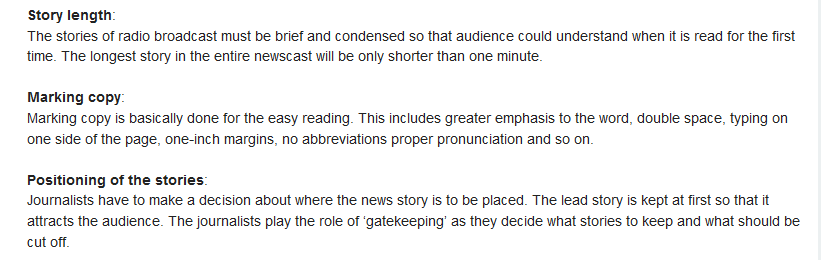 Story length:
The stories of radio broadcast must be brief and condensed so that audience could understand when it is read for the first
time. The longest story in the entire newscast will be only shorter than one minute.
Marking copy:
Marking copy is basically done for the easy reading. This includes greater emphasis to the word, double space, typing on
one side of the page, one-inch margins, no abbreviations proper pronunciation and so on.
Positioning of the stories:
Journalists have to make a decision about where the news story is to be placed. The lead story is kept at first so that it
attracts the audience. The journalists play the role of ‘gatekeeping’ as they decide what stories to keep and what should be
cut off.